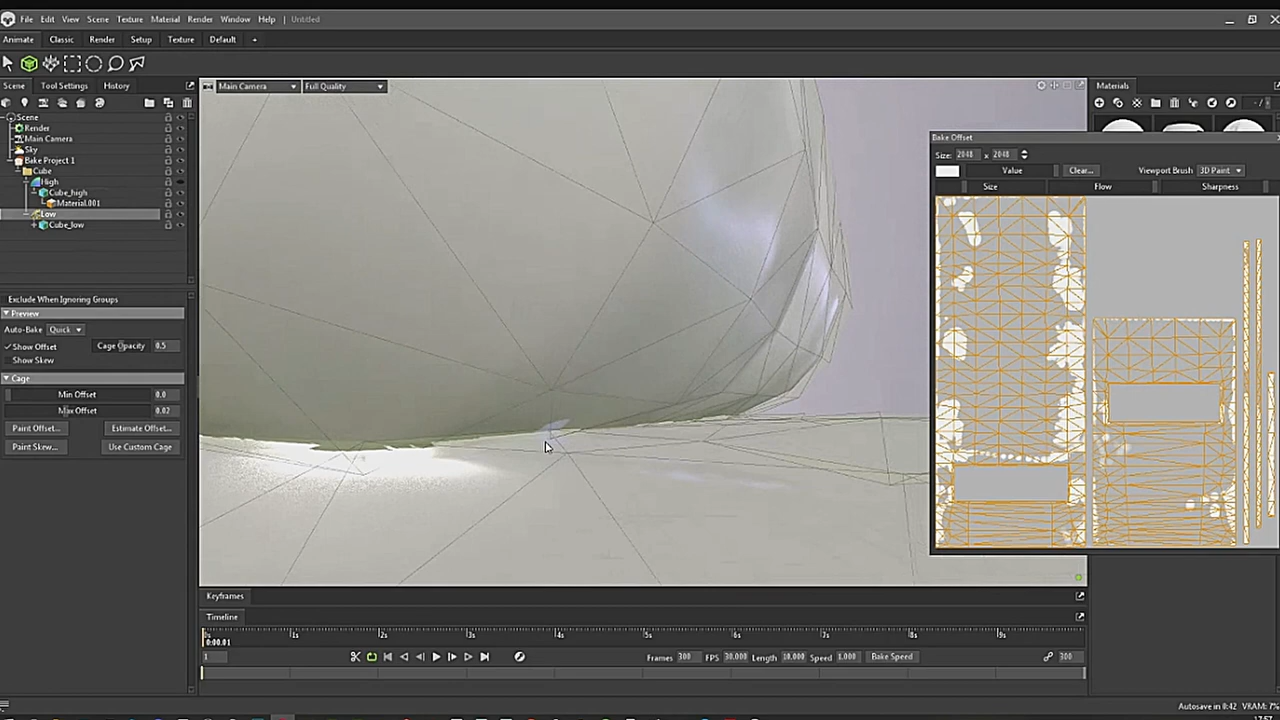 File Edit View Scene Texture Material Render Window Help Untitled
Animate Classic Render Setup Texture Default
Scene Tool Settings History
Scene
Render
Main Camera
Sky
Bake Project 1
Cube
High
Cube_high
Material.001
Low
Cube_low
Exclude When Ignoring Groups
Preview
Auto-Bake Quick
Show Offset Cage Opacity 0.5
Show Skew
Cage
Min Offset 0.0
Max Offset 0.02
Paint Offset... Estimate Offset...
Paint Skew... Use Custom Cage
Main Camera Full Quality
Materials
Bake Offset
Size: 2048 x 2048
Value Clear... Viewport Brush 3D Paint
Size Flow Sharpness
Keyframes
Timeline
0s 1s 2s 3s 4s 5s 6s 7s 8s 9s
0:00.01
1 Frames 300 FPS 30.000 Length 10.000 Speed 1.000 Bake Speed 300
Autosave in 0:42 VRAM: 7%